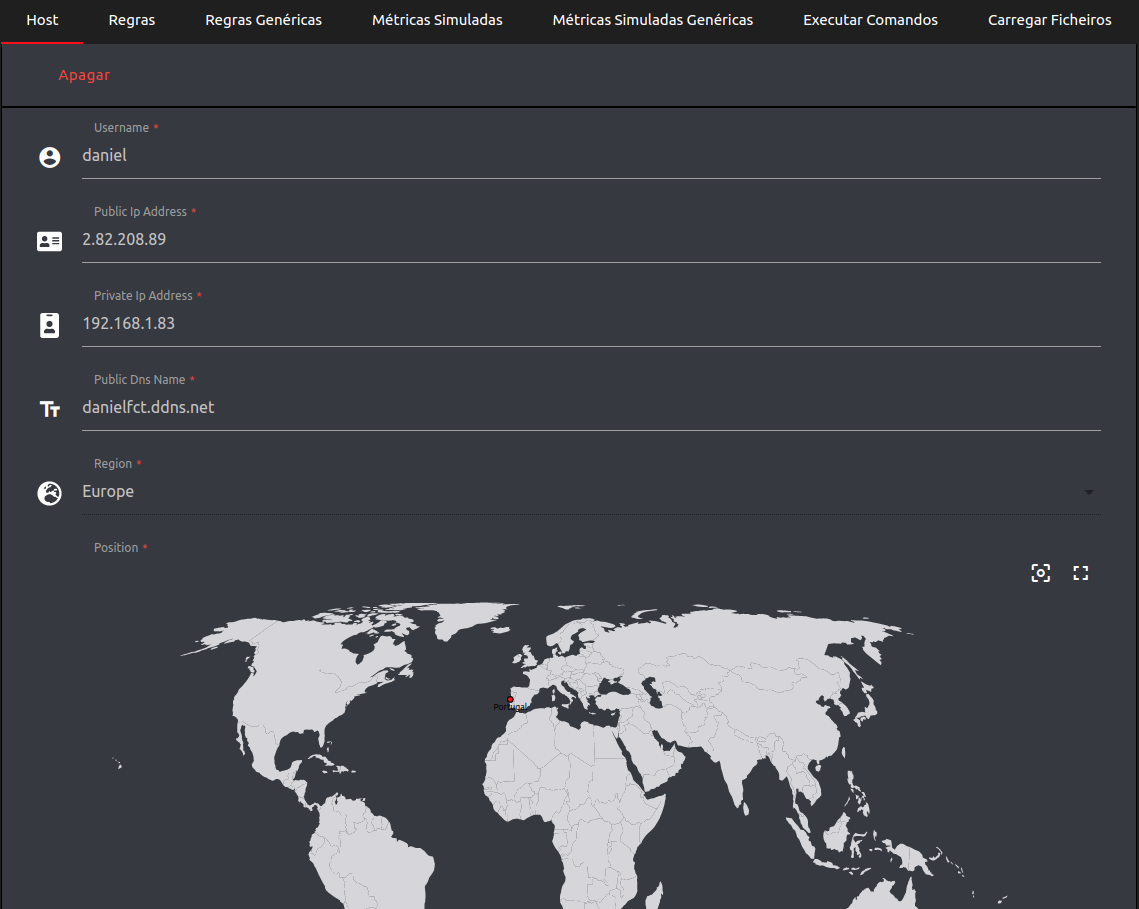 Host Regras Regras Genéricas Métricas Simuladas Métricas Simuladas Genéricas Executar Comandos Carregar Ficheiros
Apagar
Username *
daniel
Public Ip Address *
2.82.208.89
Private Ip Address *
192.168.1.83
Public Dns Name *
danielfct.ddns.net
Region *
Europe
Position *
Portugal